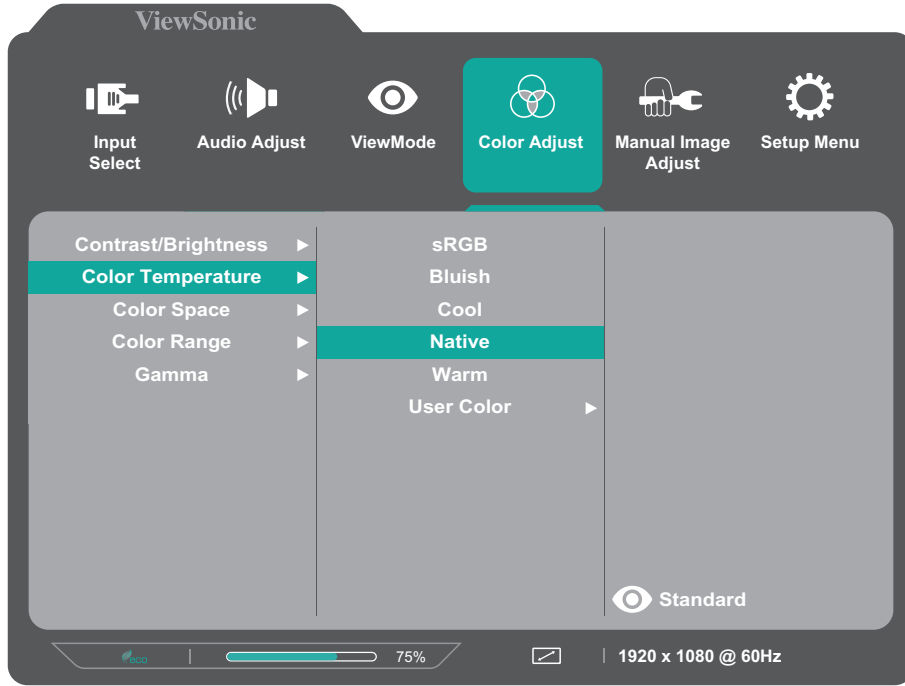 ViewSonic
Input
Select
Audio Adjust
ViewMode
Color Adjust
Manual Image
Adjust
Setup Menu
Contrast/Brightness
Color Temperature
Color Space
Color Range
Gamma
sRGB
Bluish
Cool
Native
Warm
User Color
Standard
eco
75%
1920 x 1080 @ 60Hz